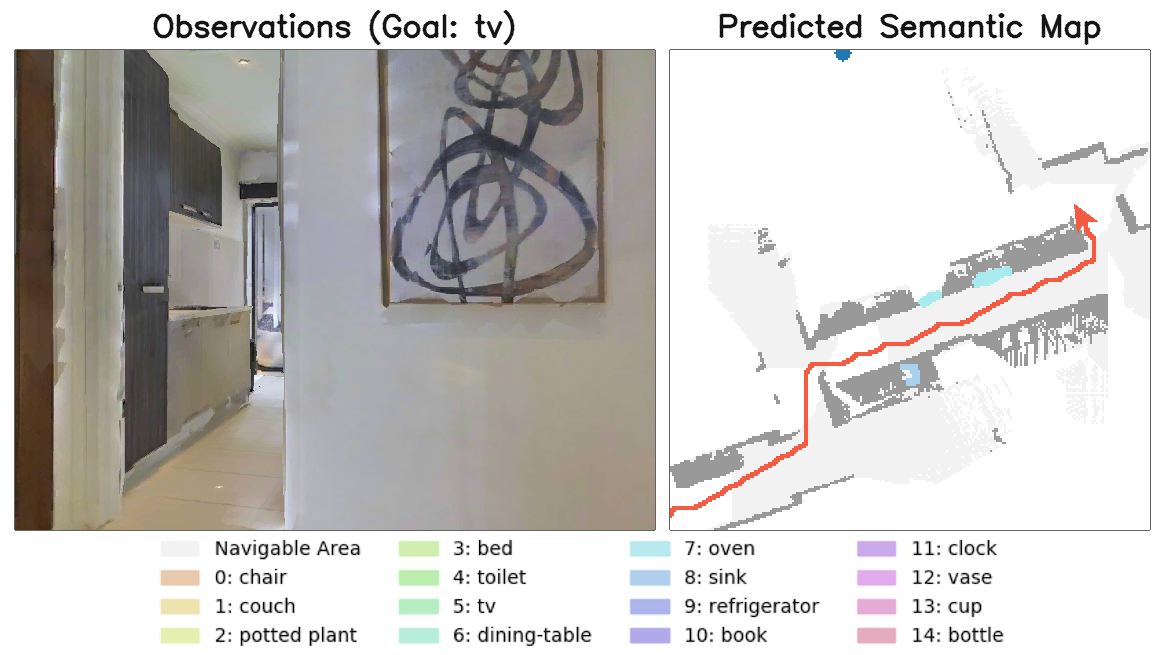 Observations (Goal: tv)
Predicted Semantic Map
Navigable Area
0: chair
1: couch
2: potted plant
3: bed
4: toilet
5: tv
6: dining-table
7: oven
8: sink
9: refrigerator
10: book
11: clock
12: vase
13: cup
14: bottle